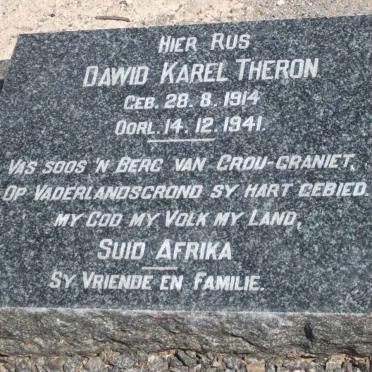 HIER RUS
DAWID KAREL THERON
GEB. 28. 8. 1914
OORL. 14. 12. 1941.
VAS SOOS 'N BERG VAN GROU-GRANIET,
OP VADERLANDSGROND SY HART GEBIED
MY GOD MY VOLK MY LAND,
SUID AFRIKA
SY VRIENDE EN FAMILIE.